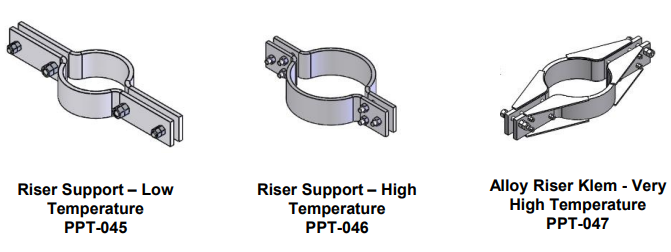 Riser Support – Low
Temperature
PPT-045
Riser Support – High
Temperature
PPT-046
Alloy Riser Klem - Very
High Temperature
PPT-047